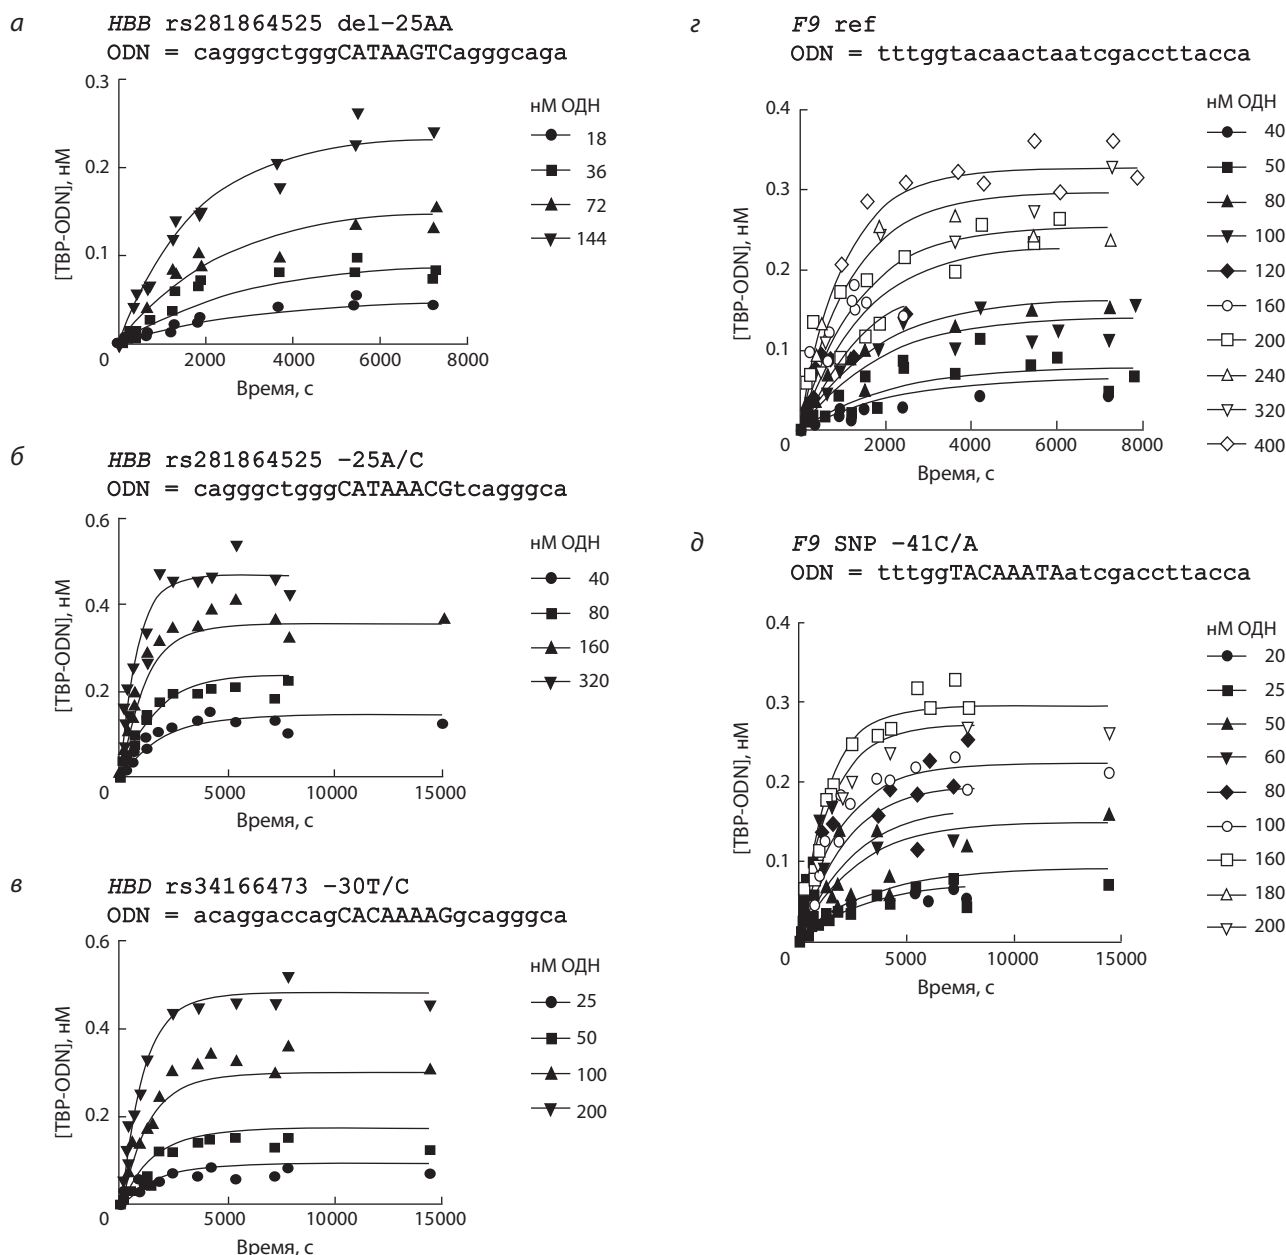 а
HBB rs281864525 del-25AA
ODN = cagggctgggCATAAGTCagggcaga
0.3
0.2
0.1
0
2000
4000
6000
8000
[TBP-ODN], нМ
Время, с
нМ ОДН
18
36
72
144
б
HBB rs281864525 -25A/C
ODN = cagggctgggCATAAACGtcagggca
0.6
0.4
0.2
0
5000
10000
15000
[TBP-ODN], нМ
Время, с
нМ ОДН
40
80
160
320
в
HBD rs34166473 -30T/C
ODN = acaggaccagCACAAAAGgcagggca
0.6
0.4
0.2
0
5000
10000
15000
[TBP-ODN], нМ
Время, с
нМ ОДН
25
50
100
200
г
F9 ref
ODN = tttggtacaactaatcgaccttacca
0.4
0.3
0.2
0.1
0
2000
4000
6000
8000
[TBP-ODN], нМ
Время, с
нМ ОДН
40
50
80
100
120
160
200
240
320
400
д
F9 SNP -41C/A
ODN = tttggTACAAATAatcgaccttacca
0.4
0.3
0.2
0.1
0
5000
10000
15000
[TBP-ODN], нМ
Время, с
нМ ОДН
20
25
50
60
80
100
160
180
200